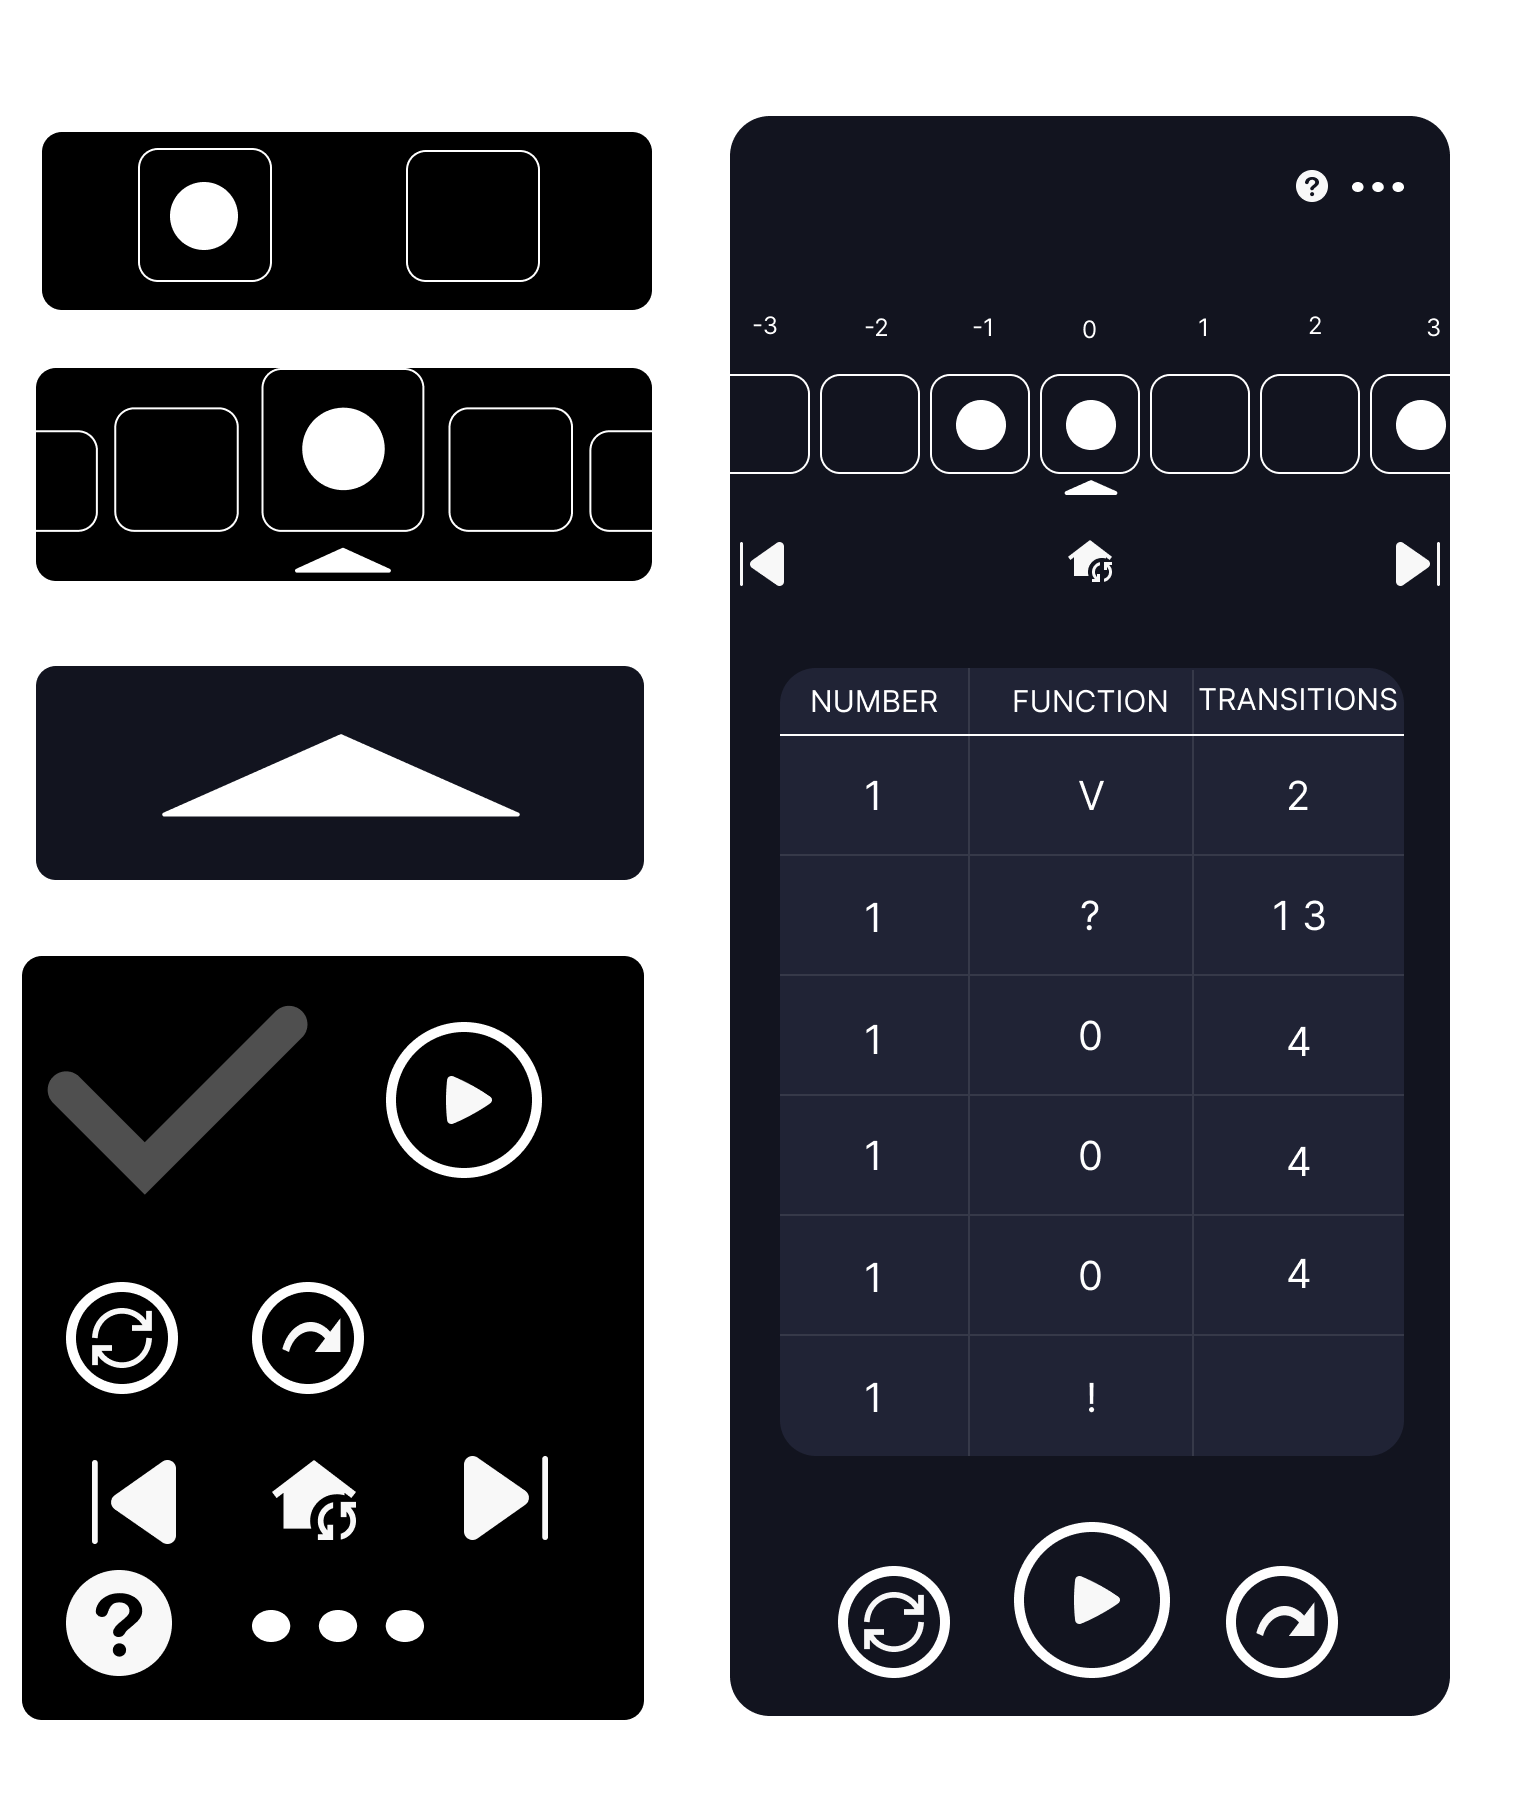 ?
-3 -2 -1 0 1 2 3
NUMBER FUNCTION TRANSITIONS
1 V 2
1 ? 1 3
1 0 4
1 0 4
1 0 4
1 !
?